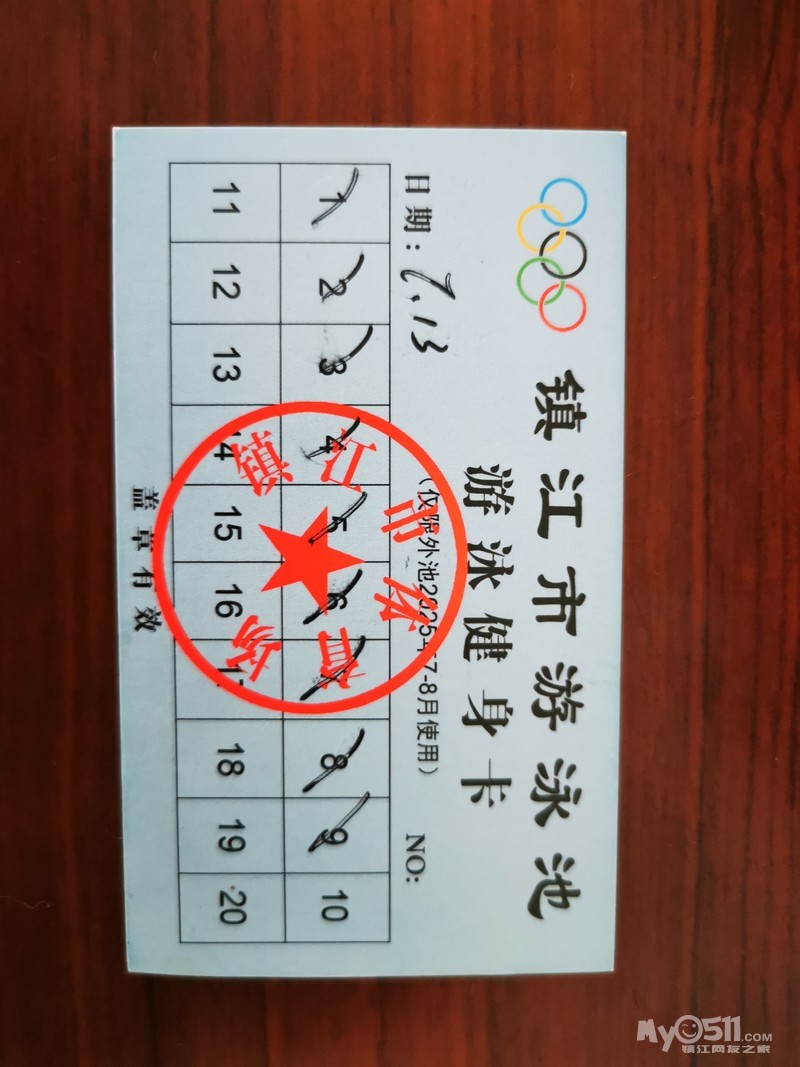 镇江市游泳池
游泳健身卡
(仅限外池2025年7-8月使用)
日期: 7.13 NO:
1 2 3 4 5 6 7 8 9 10
11 12 13 14 15 16 17 18 19 20
镇江市体育场
盖章有效
My0511.COM
镇江网友之家